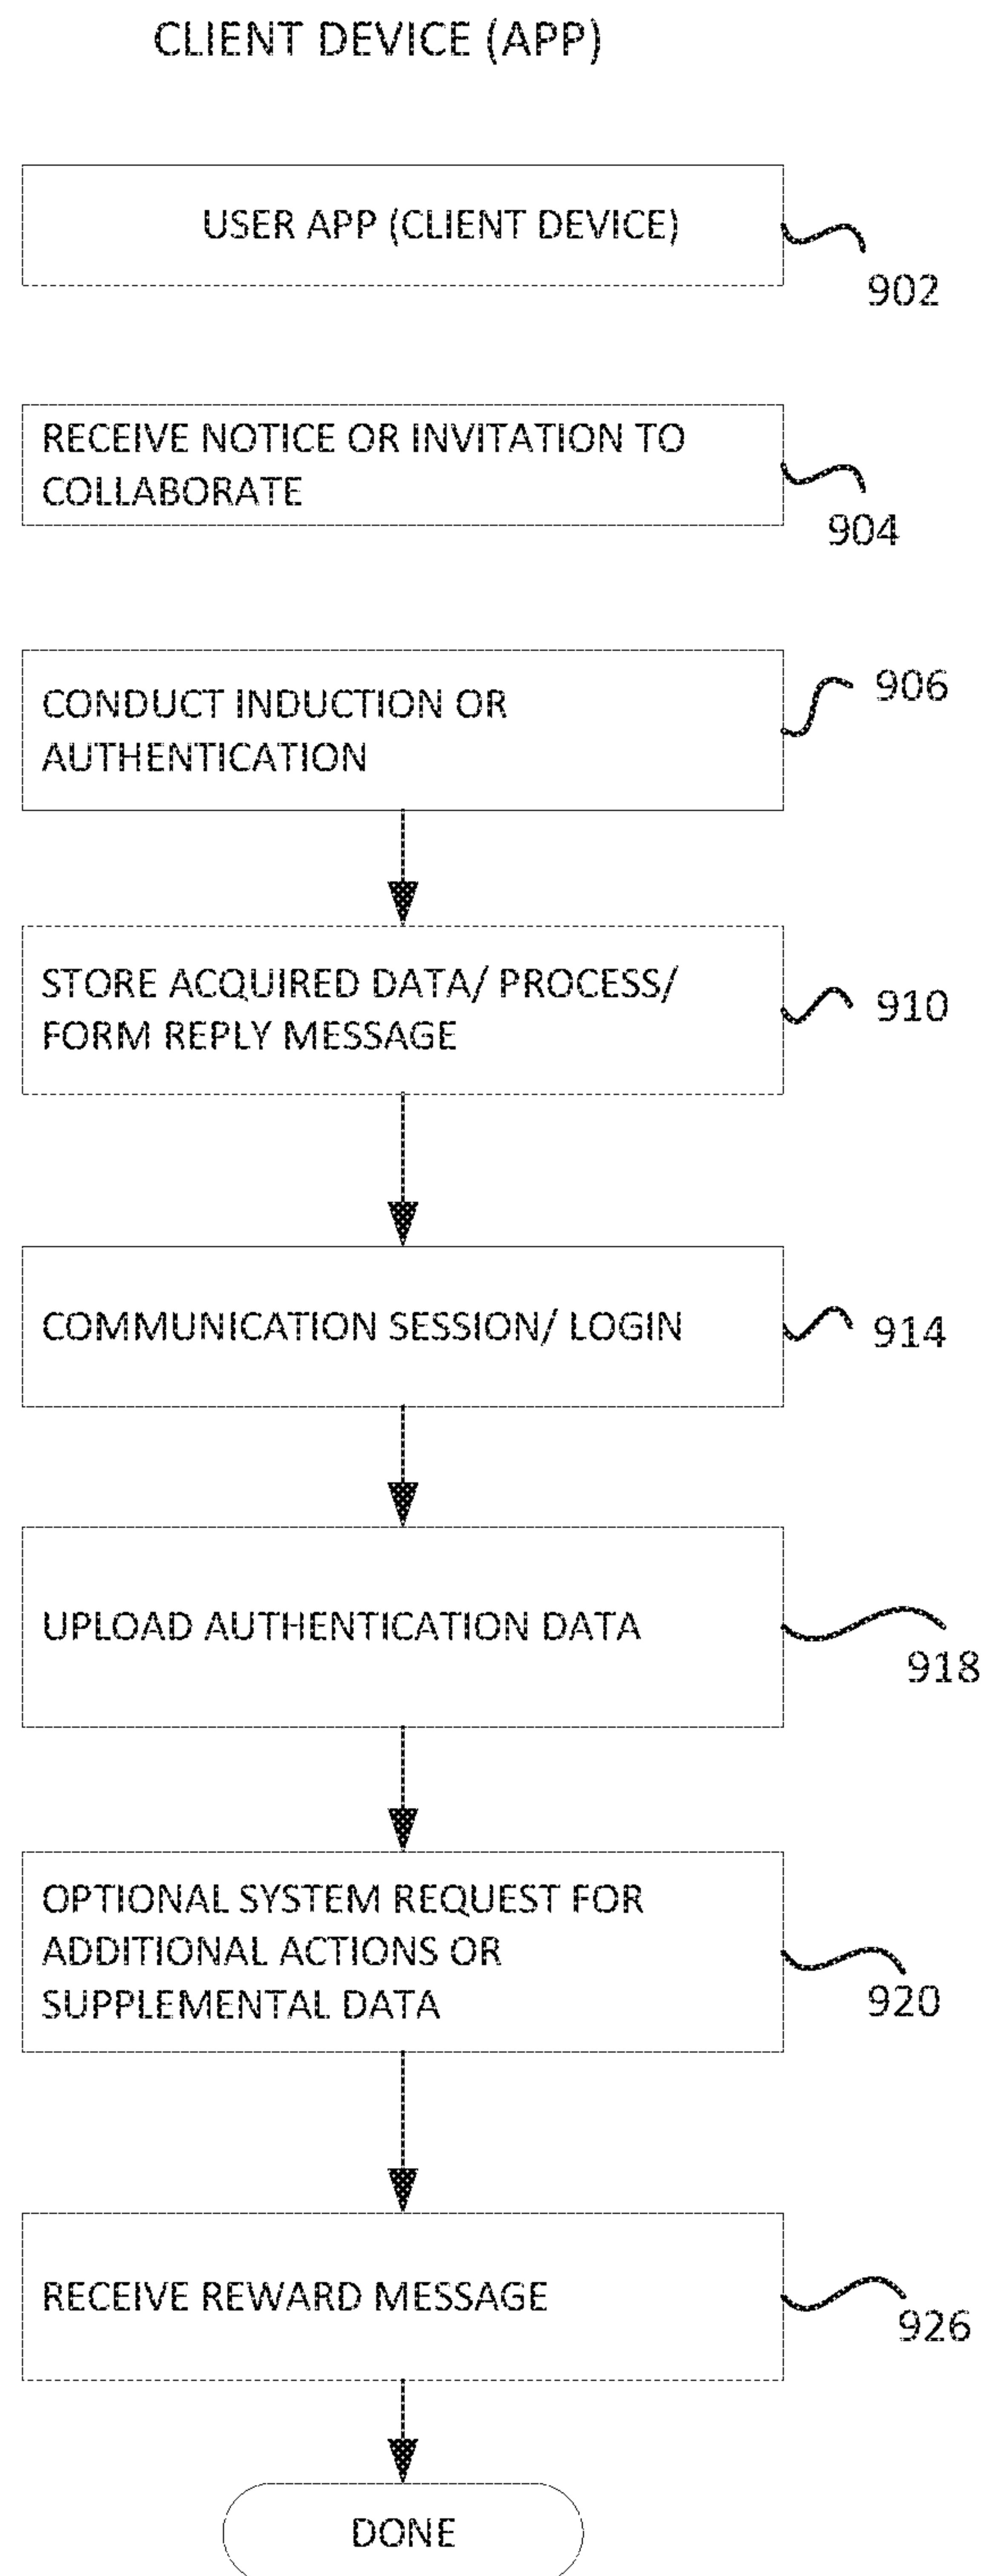 CLIENT DEVICE (APP)
USER APP (CLIENT DEVICE)
902
RECEIVE NOTICE OR INVITATION TO
COLLABORATE
904
CONDUCT INDUCTION OR
AUTHENTICATION
906
STORE ACQUIRED DATA/ PROCESS/
FORM REPLY MESSAGE
910
COMMUNICATION SESSION/ LOGIN
914
UPLOAD AUTHENTICATION DATA
918
OPTIONAL SYSTEM REQUEST FOR
ADDITIONAL ACTIONS OR
SUPPLEMENTAL DATA
920
RECEIVE REWARD MESSAGE
926
DONE